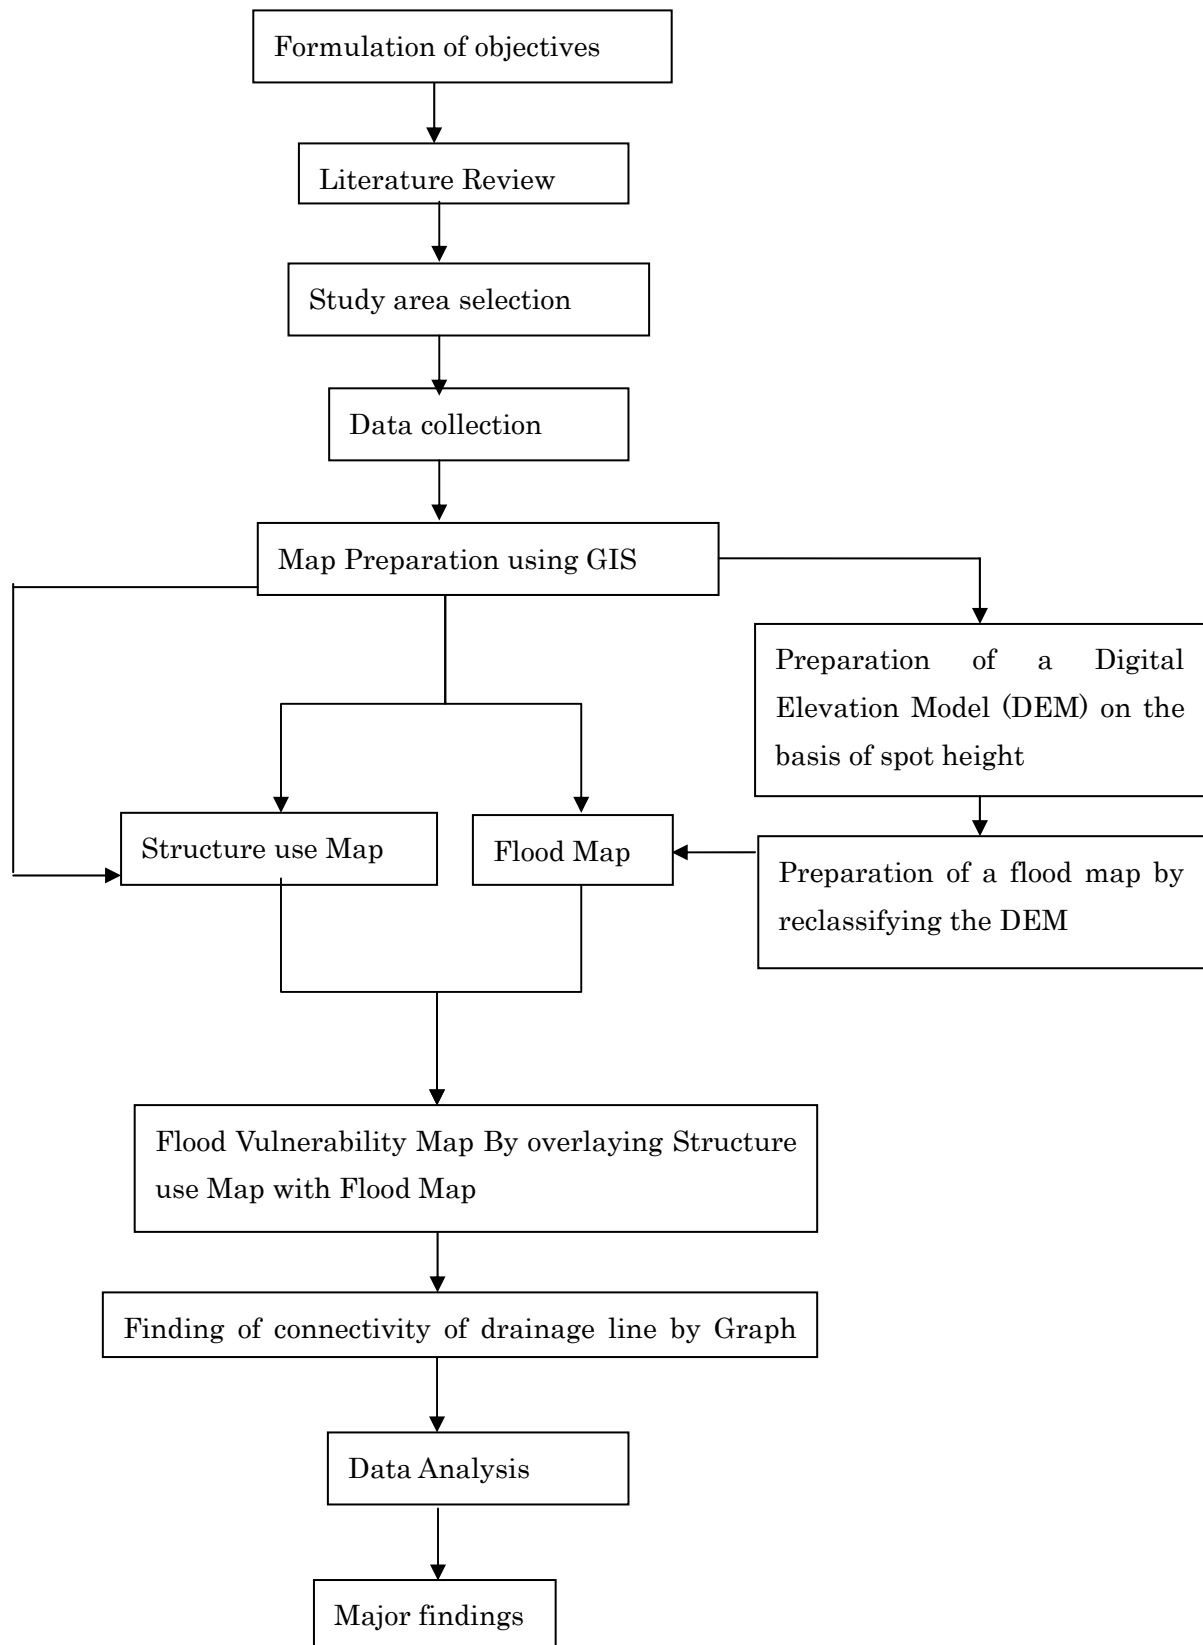 Formulation of objectives
Literature Review
Study area selection
Data collection
Map Preparation using GIS
Preparation of a Digital
Elevation Model (DEM) on the
basis of spot height
Structure use Map
Flood Map
Preparation of a flood map by
reclassifying the DEM
Flood Vulnerability Map By overlaying Structure
use Map with Flood Map
Finding of connectivity of drainage line by Graph
Data Analysis
Major findings